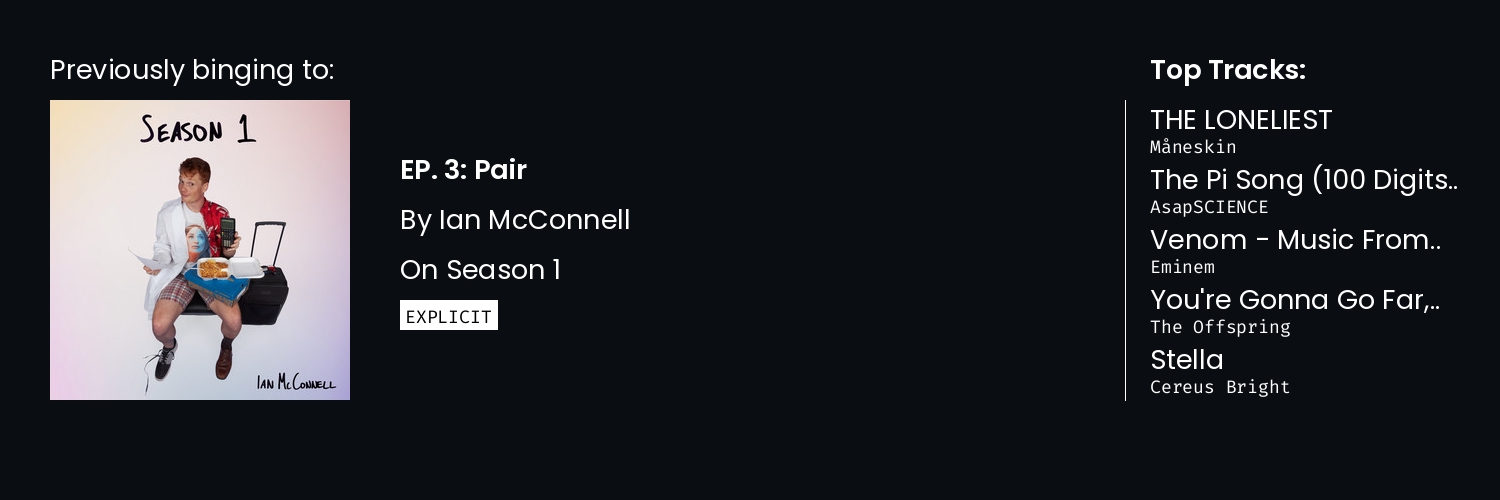 Previously binging to:
SEASON 1
IAN MCCONNELL
EP. 3: Pair
By Ian McConnell
On Season 1
EXPLICIT
Top Tracks:
THE LONELIEST
Måneskin
The Pi Song (100 Digits..
AsapSCIENCE
Venom - Music From..
Eminem
You're Gonna Go Far,..
The Offspring
Stella
Cereus Bright